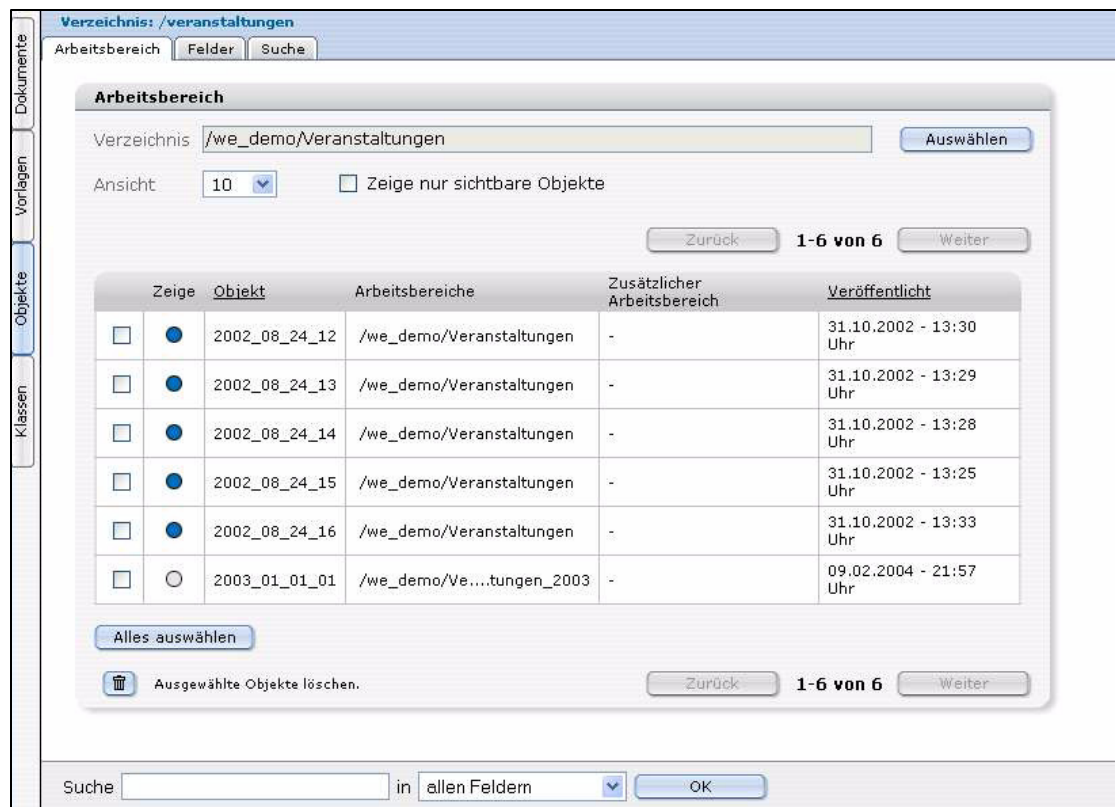 Verzeichnis: /veranstaltungen
Arbeitsbereich Felder Suche
Dokumente
Vorlagen
Objekte
Klassen
Arbeitsbereich
Verzeichnis /we_demo/Veranstaltungen Auswählen
Ansicht 10 Zeige nur sichtbare Objekte
Zurück 1-6 von 6 Weiter
Zeige Objekt Arbeitsbereiche Zusätzlicher Arbeitsbereich Veröffentlicht
2002_08_24_12 /we_demo/Veranstaltungen - 31.10.2002 - 13:30 Uhr
2002_08_24_13 /we_demo/Veranstaltungen - 31.10.2002 - 13:29 Uhr
2002_08_24_14 /we_demo/Veranstaltungen - 31.10.2002 - 13:28 Uhr
2002_08_24_15 /we_demo/Veranstaltungen - 31.10.2002 - 13:25 Uhr
2002_08_24_16 /we_demo/Veranstaltungen - 31.10.2002 - 13:33 Uhr
2003_01_01_01 /we_demo/Ve....tungen_2003 - 09.02.2004 - 21:57 Uhr
Alles auswählen
Ausgewählte Objekte löschen. Zurück 1-6 von 6 Weiter
Suche in allen Feldern OK